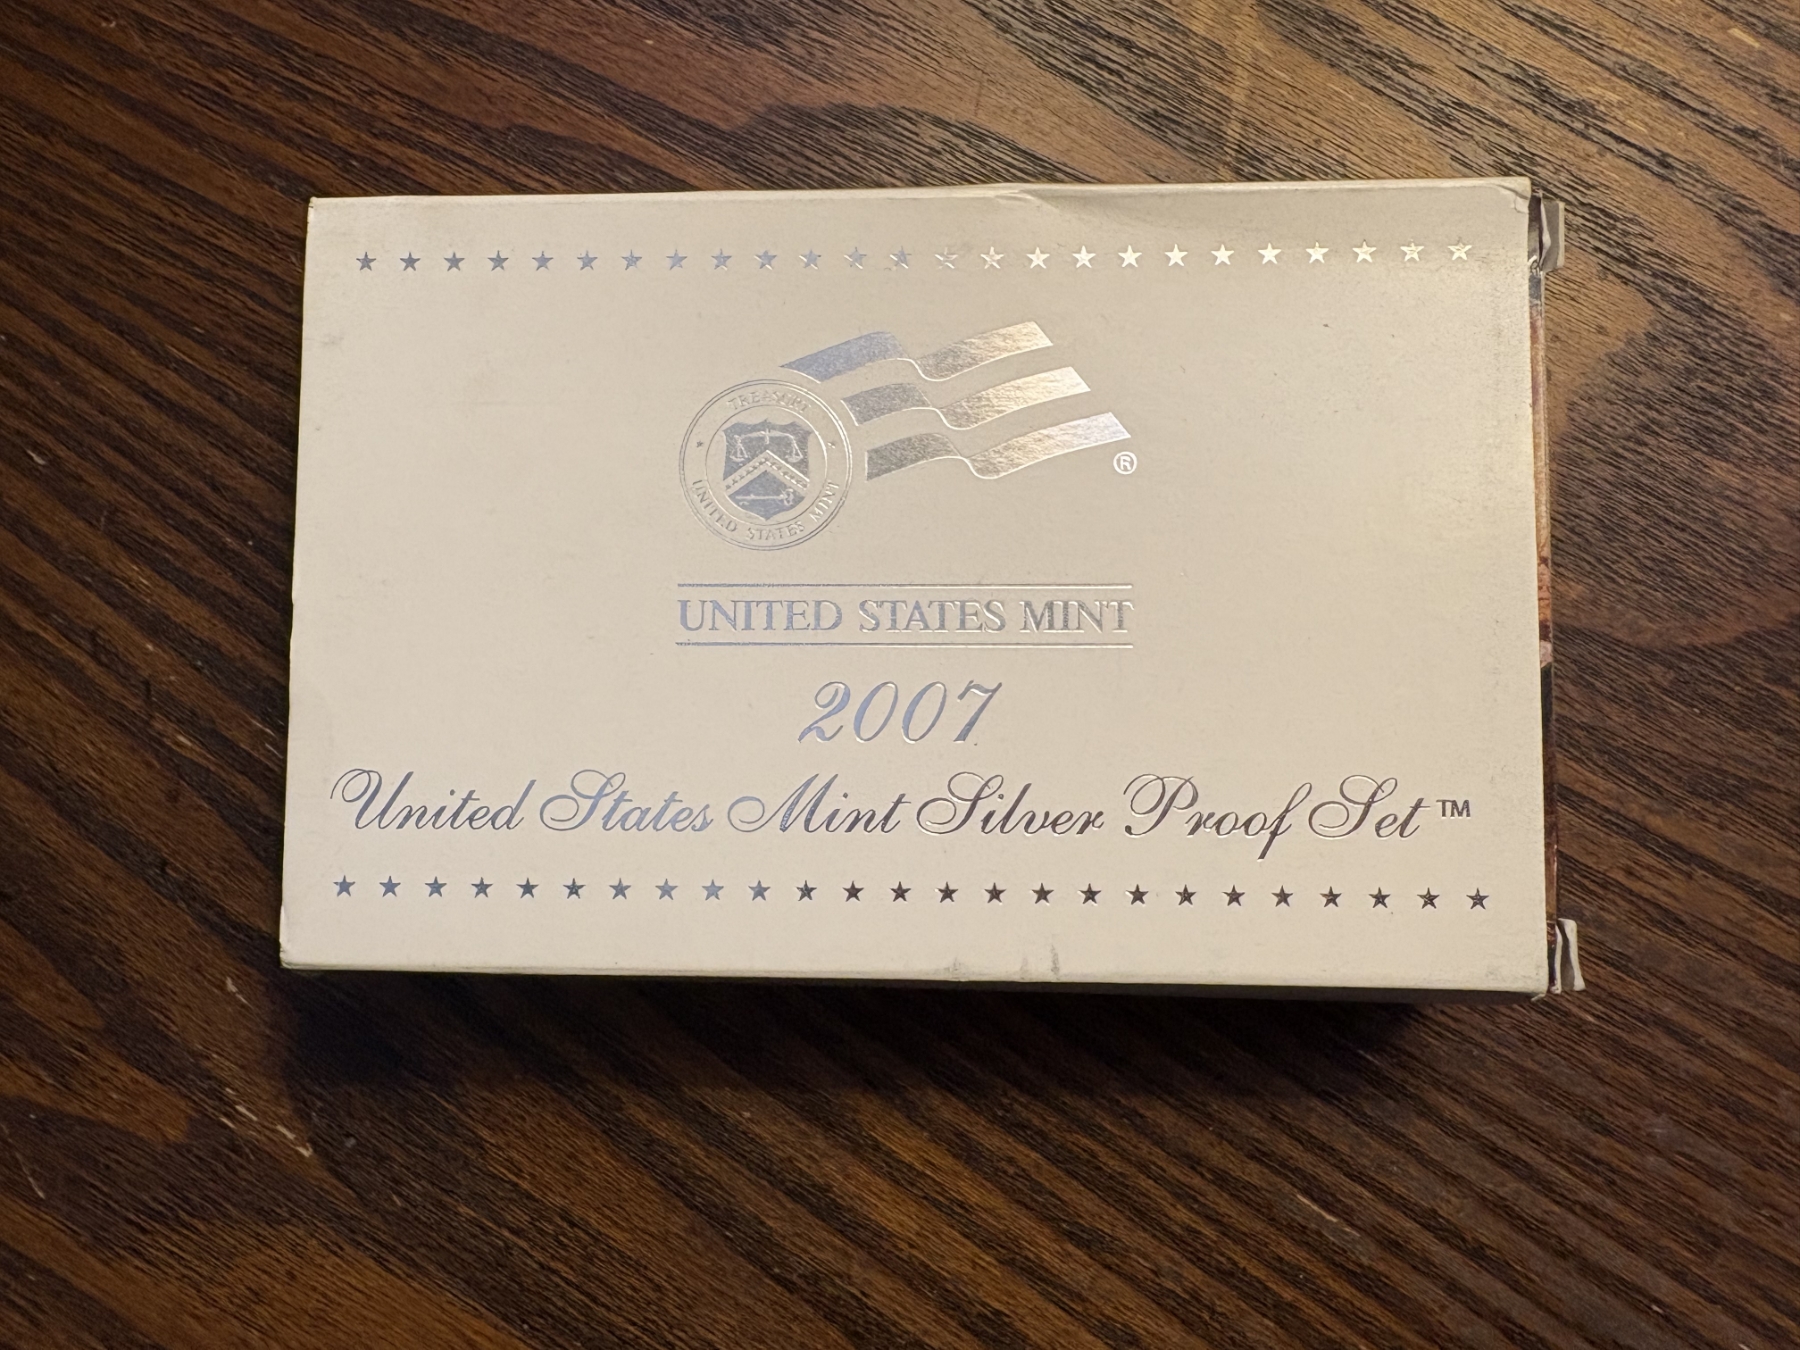 TREASURY
UNITED STATES MINT
®
UNITED STATES MINT
2007
United States Mint Silver Proof Set™